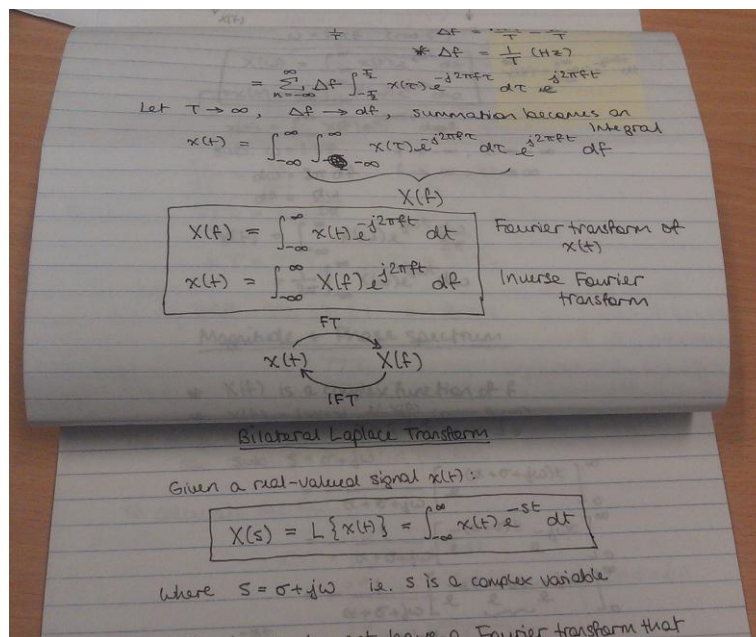 Δf =
* Δf = 1/T (Hz)
= ∑_{n=-∞}^{∞} Δf ∫_{-T/2}^{T/2} x(τ) e^{-j2πfτ} dτ e^{j2πft}
Let T → ∞, Δf → df, summation becomes an Integral
x(t) = ∫_{-∞}^{∞} ∫_{-∞}^{∞} x(τ) e^{-j2πfτ} dτ e^{j2πft} df
X(f)
X(f) = ∫_{-∞}^{∞} x(t) e^{-j2πft} dt Fourier transform of x(t)
x(t) = ∫_{-∞}^{∞} X(f) e^{j2πft} df Inverse Fourier transform
FT
x(t) X(f)
IFT
Bilateral Laplace Transform
Given a real-valued signal x(t):
X(s) = L{x(t)} = ∫_{-∞}^{∞} x(t) e^{-st} dt
where s = σ + jω i.e. s is a complex variable
not have a Fourier transform that